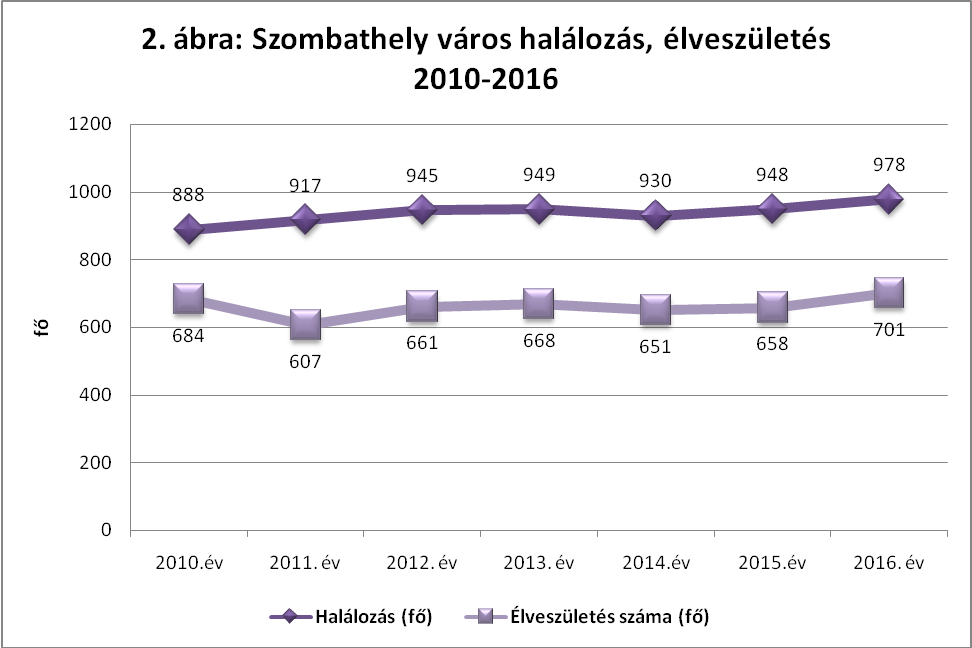 2. ábra: Szombathely város halálozás, élveszületés
2010-2016
1200
1000
800
600
400
200
0
fő
888
917
945
949
930
948
978
684
607
661
668
651
658
701
2010.év
2011. év
2012. év
2013. év
2014.év
2015.év
2016. év
Halálozás (fő)
Élveszületés száma (fő)